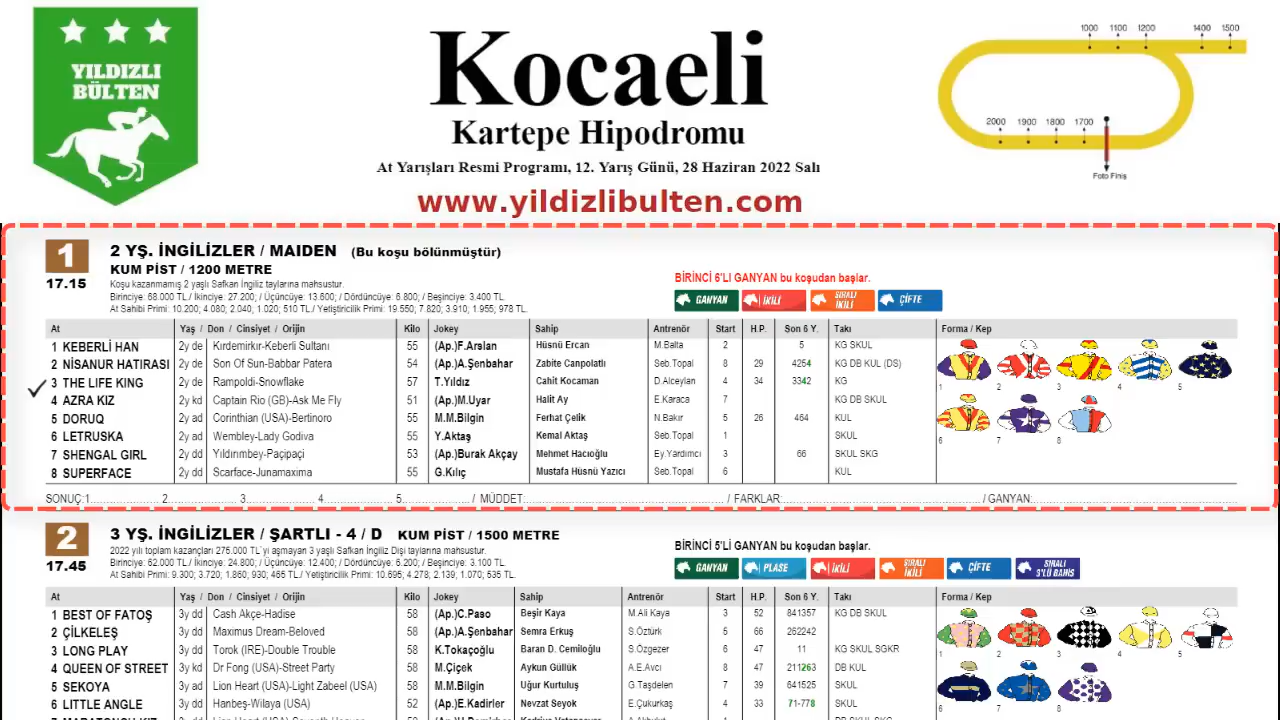 YILDIZLI
BÜLTEN
Kocaeli
Kartepe Hipodromu
At Yarışları Resmi Programı, 12. Yarış Günü, 28 Haziran 2022 Salı
www.yildizlibulten.com
1000 1100 1200 1400 1500
2000 1900 1800 1700
Foto Finiş
1 2 YŞ. İNGİLİZLER / MAIDEN (Bu koşu bölünmüştür)
KUM PİST / 1200 METRE
17.15 Koşu kazanmamış 2 yaşlı Safkan İngiliz taylarına mahsustur.
Birinciye: 68.000 TL / İkinciye: 27.200; / Üçüncüye: 13.600; / Dördüncüye: 6.800; / Beşinciye: 3.400 TL.
At Sahibi Primi: 10.200; 4.080; 2.040; 1.020; 510 TL / Yetiştiricilik Primi: 19.550; 7.820; 3.910; 1.955; 978 TL.
BİRİNCİ 6'LI GANYAN bu koşudan başlar.
GANYAN İKİLİ SIRALI İKİLİ ÇİFTE
At Yaş / Don / Cinsiyet / Orijin Kilo Jokey Sahip Antrenör Start H.P. Son 6 Y. Takı Forma / Kep
1 KEBERLİ HAN 2y de Kirdemirkır-Keberli Sultanı 55 (Ap.)F.Arslan Hüsnü Ercan M.Balta 2 5 KG SKUL
2 NİSANUR HATIRASI 2y de Son Of Sun-Babbar Patera 54 (Ap.)A.Şenbahar Zabite Canpolatlı Seb.Topal 8 29 4264 KG DB KUL (DS)
3 THE LIFE KING 2y de Rampoldi-Snowflake 57 T.Yıldız Cahit Kocaman D.Alceylan 4 34 3342 KG
4 AZRA KIZ 2y kd Captain Rio (GB)-Ask Me Fly 51 (Ap.)M.Uyar Halit Ay E.Karaca 7 KG DB SKUL
5 DORUQ 2y ad Corinthian (USA)-Bertinoro 55 M.M.Bilgin Ferhat Çelik N.Bakır 5 26 464 KUL
6 LETRUSKA 2y ad Wembley-Lady Godiva 55 Y.Aktaş Kemal Aktaş Seb.Topal 1 SKUL
7 SHENGAL GIRL 2y dd Yıldırımbey-Paçipaçi 53 (Ap.)Burak Akçay Mehmet Hacıoğlu Ey.Yardımcı 3 66 SKUL SKG
8 SUPERFACE 2y dd Scarface-Junamaxima 55 G.Kılıç Mustafa Hüsnü Yazıcı Seb.Topal 6 KUL
1 2 3 4 5
6 7 8
SONUÇ:1.................... 2.................... 3.................... 4.................... 5.................... / MÜDDET:.................... / FARKLAR:.................... / GANYAN:....................
2 3 YŞ. İNGİLİZLER / ŞARTLI - 4 / D KUM PİST / 1500 METRE
17.45 2022 yılı toplam kazançları 275.000 TL'yi aşmayan 3 yaşlı Safkan İngiliz Dişi taylarına mahsustur.
Birinciye: 62.000 TL / İkinciye: 24.800; / Üçüncüye: 12.400; / Dördüncüye: 6.200; / Beşinciye: 3.100 TL.
At Sahibi Primi: 9.300; 3.720; 1.860; 930; 465 TL / Yetiştiricilik Primi: 10.695; 4.278; 2.139; 1.070; 535 TL.
BİRİNCİ 5'Lİ GANYAN bu koşudan başlar.
GANYAN PLASE İKİLİ SIRALI İKİLİ ÇİFTE SIRALI 3'LÜ BAHİS
At Yaş / Don / Cinsiyet / Orijin Kilo Jokey Sahip Antrenör Start H.P. Son 6 Y. Takı Forma / Kep
1 BEST OF FATOŞ 3y dd Cash Akçe-Hadise 58 (Ap.)C.Paso Beşir Kaya M.Ali Kaya 3 52 841357 KG DB SKUL
2 ÇİLKELEŞ 3y dd Maximus Dream-Beloved 58 (Ap.)A.Şenbahar Semra Erkuş S.Öztürk 5 66 262242
3 LONG PLAY 3y dd Torok (IRE)-Double Trouble 58 K.Tokaçoğlu Baran D. Cemiloğlu S.Özgezer 6 47 11 KG SKUL SGKR
4 QUEEN OF STREET 3y kd Dr Fong (USA)-Street Party 58 M.Çiçek Aykun Güllük A.E.Avcı 8 47 211263 DB KUL
5 SEKOYA 3y ad Lion Heart (USA)-Light Zabeel (USA) 58 M.M.Bilgin Uğur Kurtuluş G.Taşdelen 7 39 641525 SKUL
6 LITTLE ANGLE 3y dd Hanbeş-Wilaya (USA) 52 (Ap.)E.Kadirler Nevzat Seyok E.Çukurkaş 4 33 71-778 SKUL
1 2 3 4 5
6 7 8